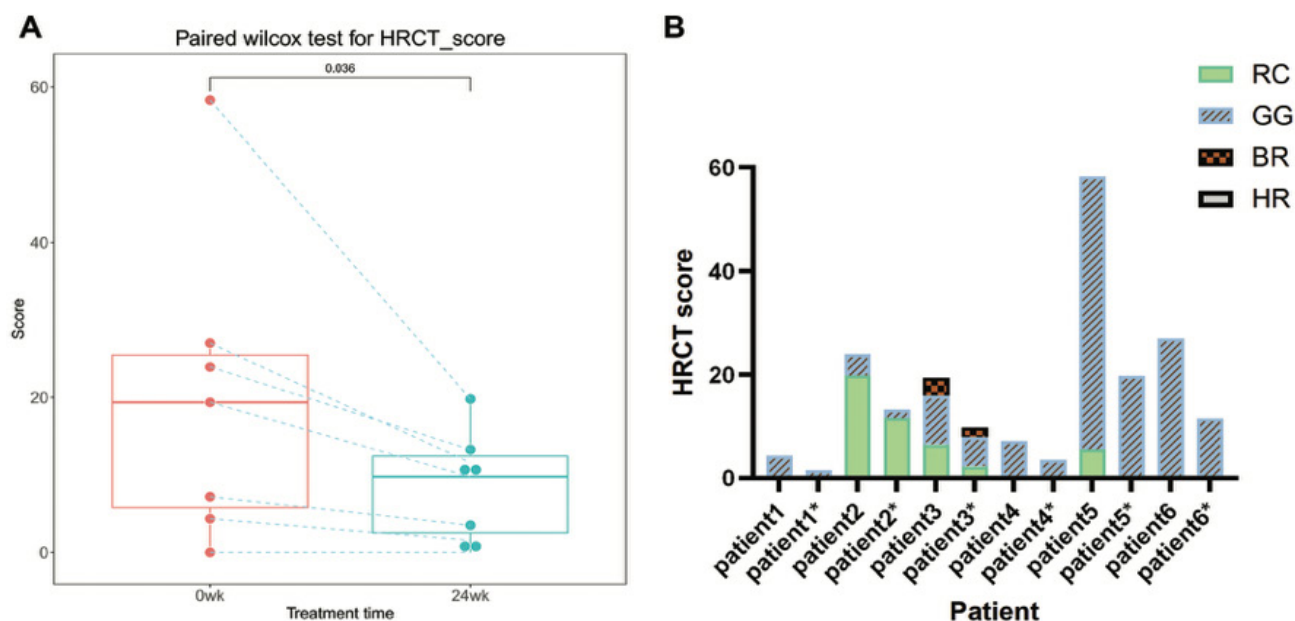 A
Paired wilcox test for HRCT_score
0.036
60
40
20
0
Score
0wk
24wk
Treatment time
B
RC
GG
BR
HR
60
40
20
0
HRCT score
patient1
patient1*
patient2
patient2*
patient3
patient3*
patient4
patient4*
patient5
patient5*
patient6
patient6*
Patient